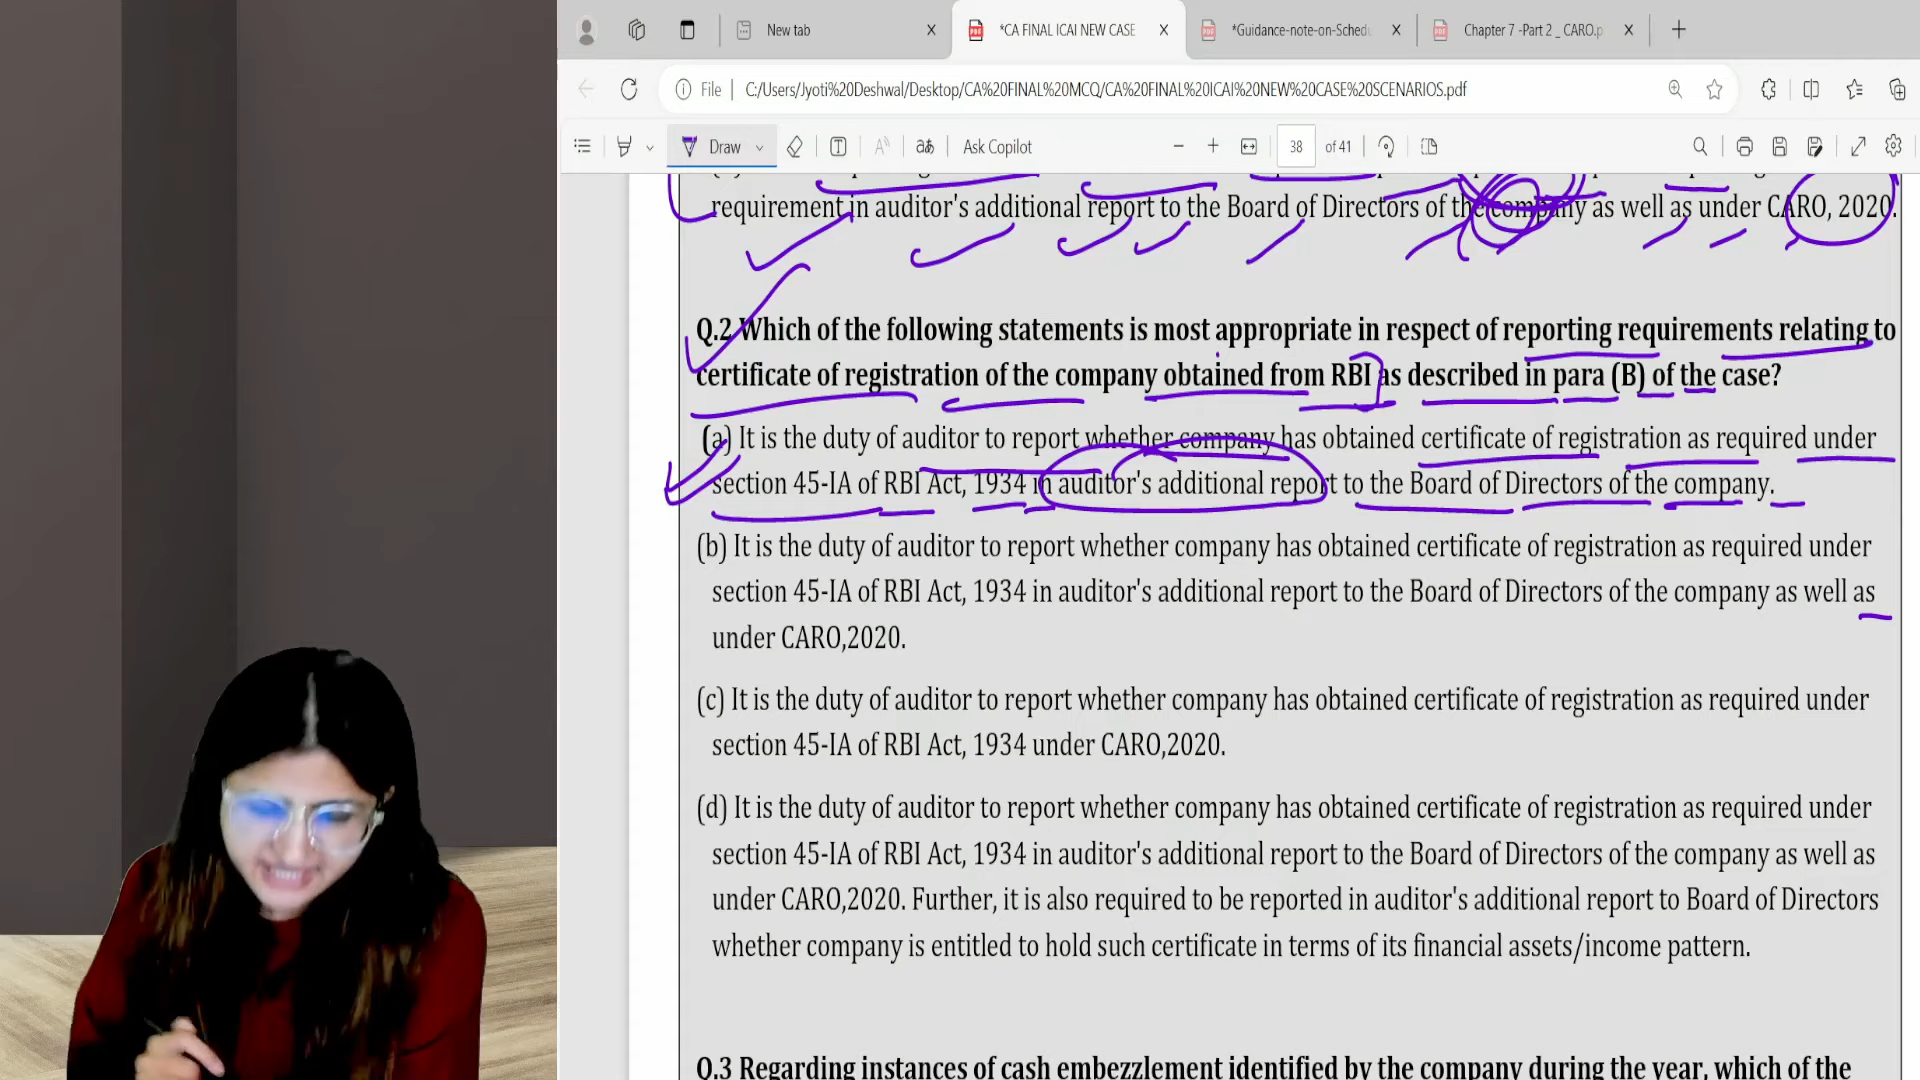 New tab
*CA FINAL ICAI NEW CASE
*Guidance-note-on-Schedu
Chapter 7 -Part 2 _ CARO.p
File
C:/Users/Jyoti%20Deshwal/Desktop/CA%20FINAL%20MCQ/CA%20FINAL%20ICAI%20NEW%20CASE%20SCENARIOS.pdf
Draw
Ask Copilot
38
of 41
requirement in auditor's additional report to the Board of Directors of the company as well as under CARO, 2020.
Q.2 Which of the following statements is most appropriate in respect of reporting requirements relating to
certificate of registration of the company obtained from RBI as described in para (B) of the case?
(a) It is the duty of auditor to report whether company has obtained certificate of registration as required under
section 45-IA of RBI Act, 1934 in auditor's additional report to the Board of Directors of the company.
(b) It is the duty of auditor to report whether company has obtained certificate of registration as required under
section 45-IA of RBI Act, 1934 in auditor's additional report to the Board of Directors of the company as well as
under CARO,2020.
(c) It is the duty of auditor to report whether company has obtained certificate of registration as required under
section 45-IA of RBI Act, 1934 under CARO,2020.
(d) It is the duty of auditor to report whether company has obtained certificate of registration as required under
section 45-IA of RBI Act, 1934 in auditor's additional report to the Board of Directors of the company as well as
under CARO,2020. Further, it is also required to be reported in auditor's additional report to Board of Directors
whether company is entitled to hold such certificate in terms of its financial assets/income pattern.
Q.3 Regarding instances of cash embezzlement identified by the company during the year, which of the